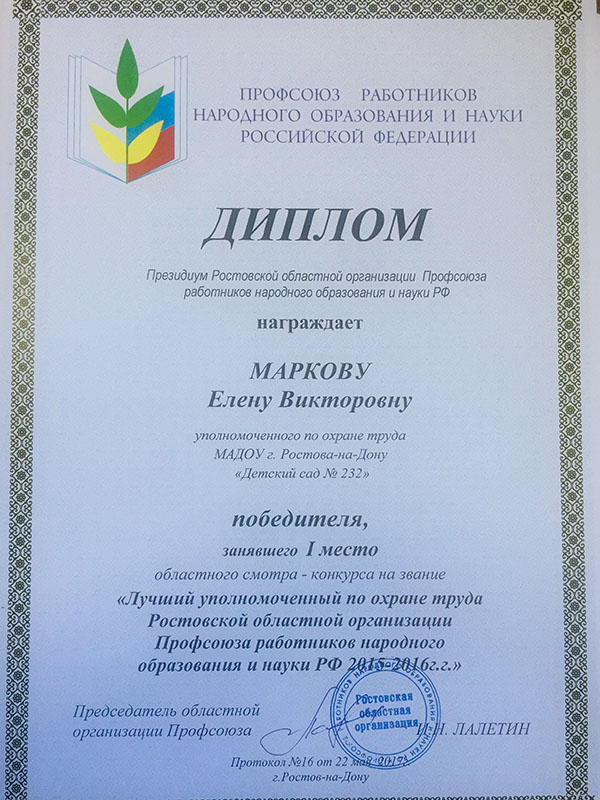 ПРОФСОЮЗ РАБОТНИКОВ
НАРОДНОГО ОБРАЗОВАНИЯ И НАУКИ
РОССИЙСКОЙ ФЕДЕРАЦИИ
ДИПЛОМ
Президиум Ростовской областной организации Профсоюза
работников народного образования и науки РФ
награждает
МАРКОВУ
Елену Викторовну
уполномоченного по охране труда
МАДОУ г. Ростова-на-Дону
«Детский сад № 232»
победителя,
занявшего I место
областного смотра - конкурса на звание
«Лучший уполномоченный по охране труда
Ростовской областной организации
Профсоюза работников народного
образования и науки РФ 2015-2016г.г.»
Председатель областной
организации Профсоюза
И.Н. ЛАЛЕТИН
Ростовская
областная
организация
Протокол №16 от 22 мая
г.Ростов-на-Дону